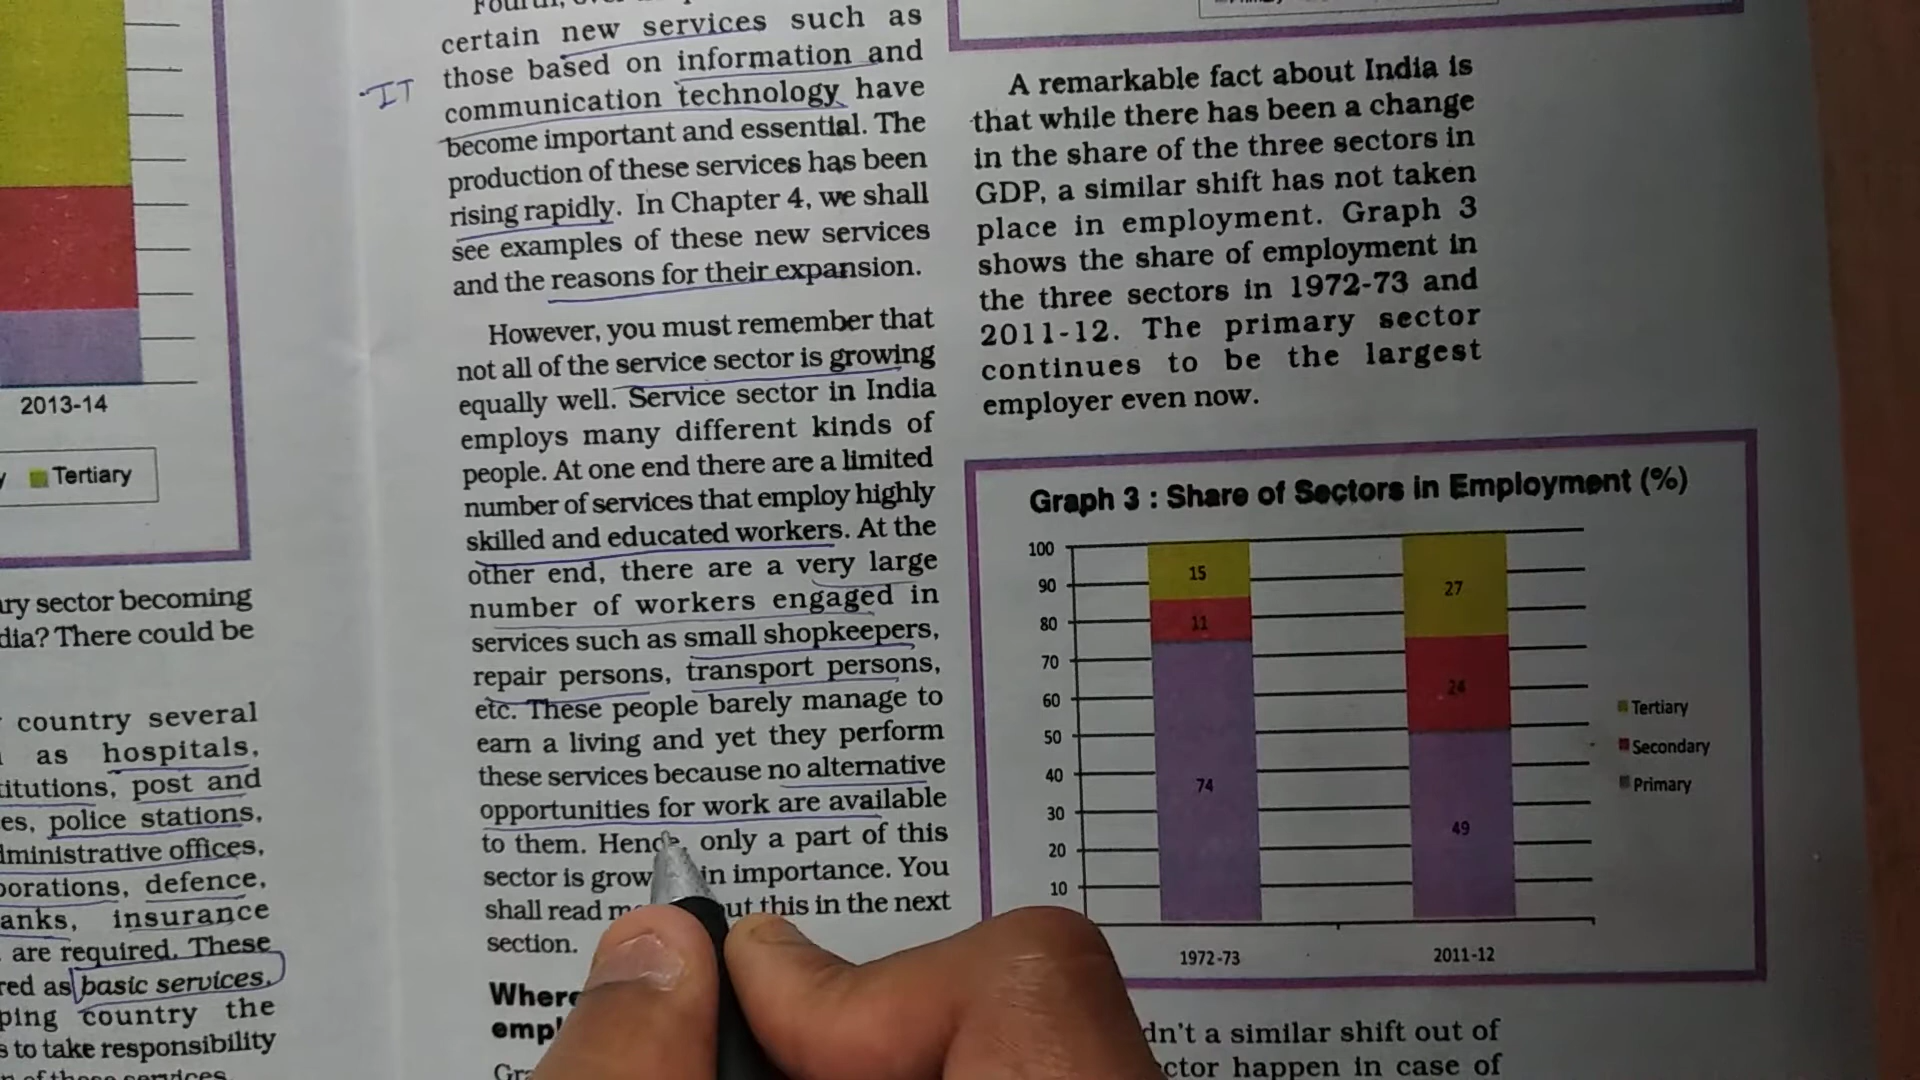 2013-14
Tertiary
ary sector becoming
dia? There could be
country several
as hospitals,
titutions, post and
es, police stations,
dministrative offices,
porations, defence,
anks, insurance
are required. These
red as basic services.
ping country the
s to take responsibility
of these services.
IT
certain new services such as
those based on information and
communication technology have
become important and essential. The
production of these services has been
rising rapidly. In Chapter 4, we shall
see examples of these new services
and the reasons for their expansion.
However, you must remember that
not all of the service sector is growing
equally well. Service sector in India
employs many different kinds of
people. At one end there are a limited
number of services that employ highly
skilled and educated workers. At the
other end, there are a very large
number of workers engaged in
services such as small shopkeepers,
repair persons, transport persons,
etc. These people barely manage to
earn a living and yet they perform
these services because no alternative
opportunities for work are available
to them. Hence, only a part of this
sector is grow in importance. You
shall read m ut this in the next
section.
Where
empl
Gra
A remarkable fact about India is
that while there has been a change
in the share of the three sectors in
GDP, a similar shift has not taken
place in employment. Graph 3
shows the share of employment in
the three sectors in 1972-73 and
2011-12. The primary sector
continues to be the largest
employer even now.
Graph 3 : Share of Sectors in Employment (%)
100
90
80
70
60
50
40
30
20
10
15
11
74
27
24
49
1972-73
2011-12
Tertiary
Secondary
Primary
dn't a similar shift out of
ctor happen in case of